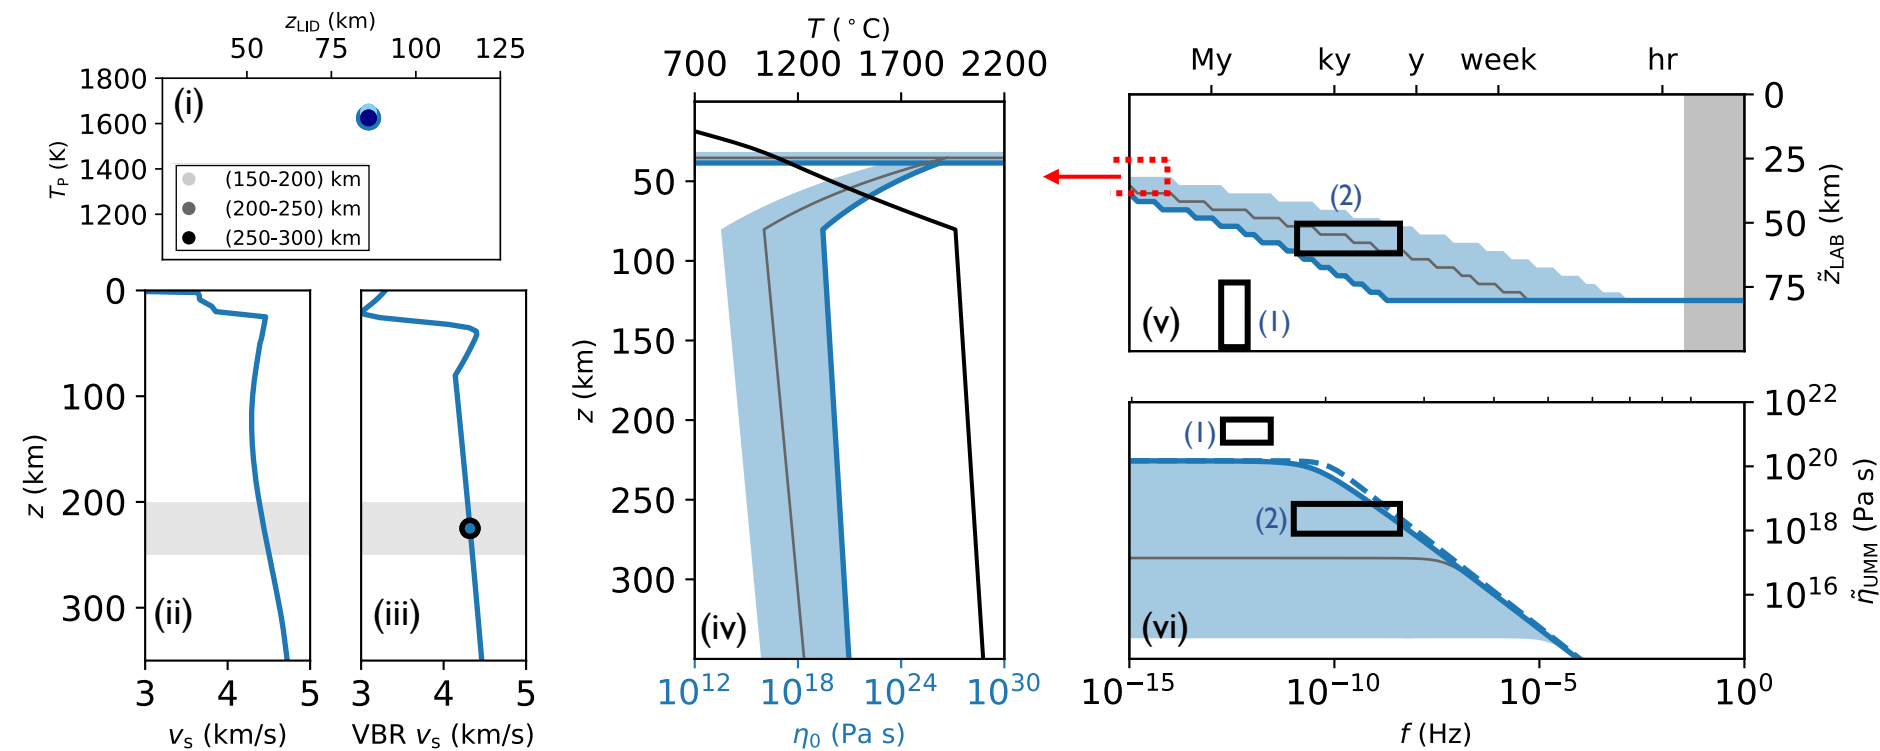 z_LID (km)
50 75 100 125
T_P (K)
1800
1600
1400
1200
(i)
(150-200) km
(200-250) km
(250-300) km
z (km)
0
100
200
300
(ii)
3 4 5
v_s (km/s)
(iii)
3 4 5
VBR v_s (km/s)
T (°C)
700 1200 1700 2200
z (km)
50
100
150
200
250
300
(iv)
10^12 10^18 10^24 10^30
η_0 (Pa s)
My ky y week hr
(2)
(1)
(v)
0
25
50
75
z̃_LAB (km)
(1)
(2)
(vi)
10^22
10^20
10^18
10^16
η̃_UMM (Pa s)
10^-15 10^-10 10^-5 10^0
f (Hz)